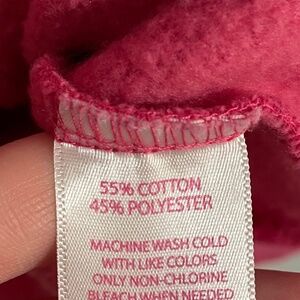 55% COTTON
45% POLYESTER
MACHINE WASH COLD
WITH LIKE COLORS
ONLY NON-CHLORINE
BLEACH WHEN NEEDED